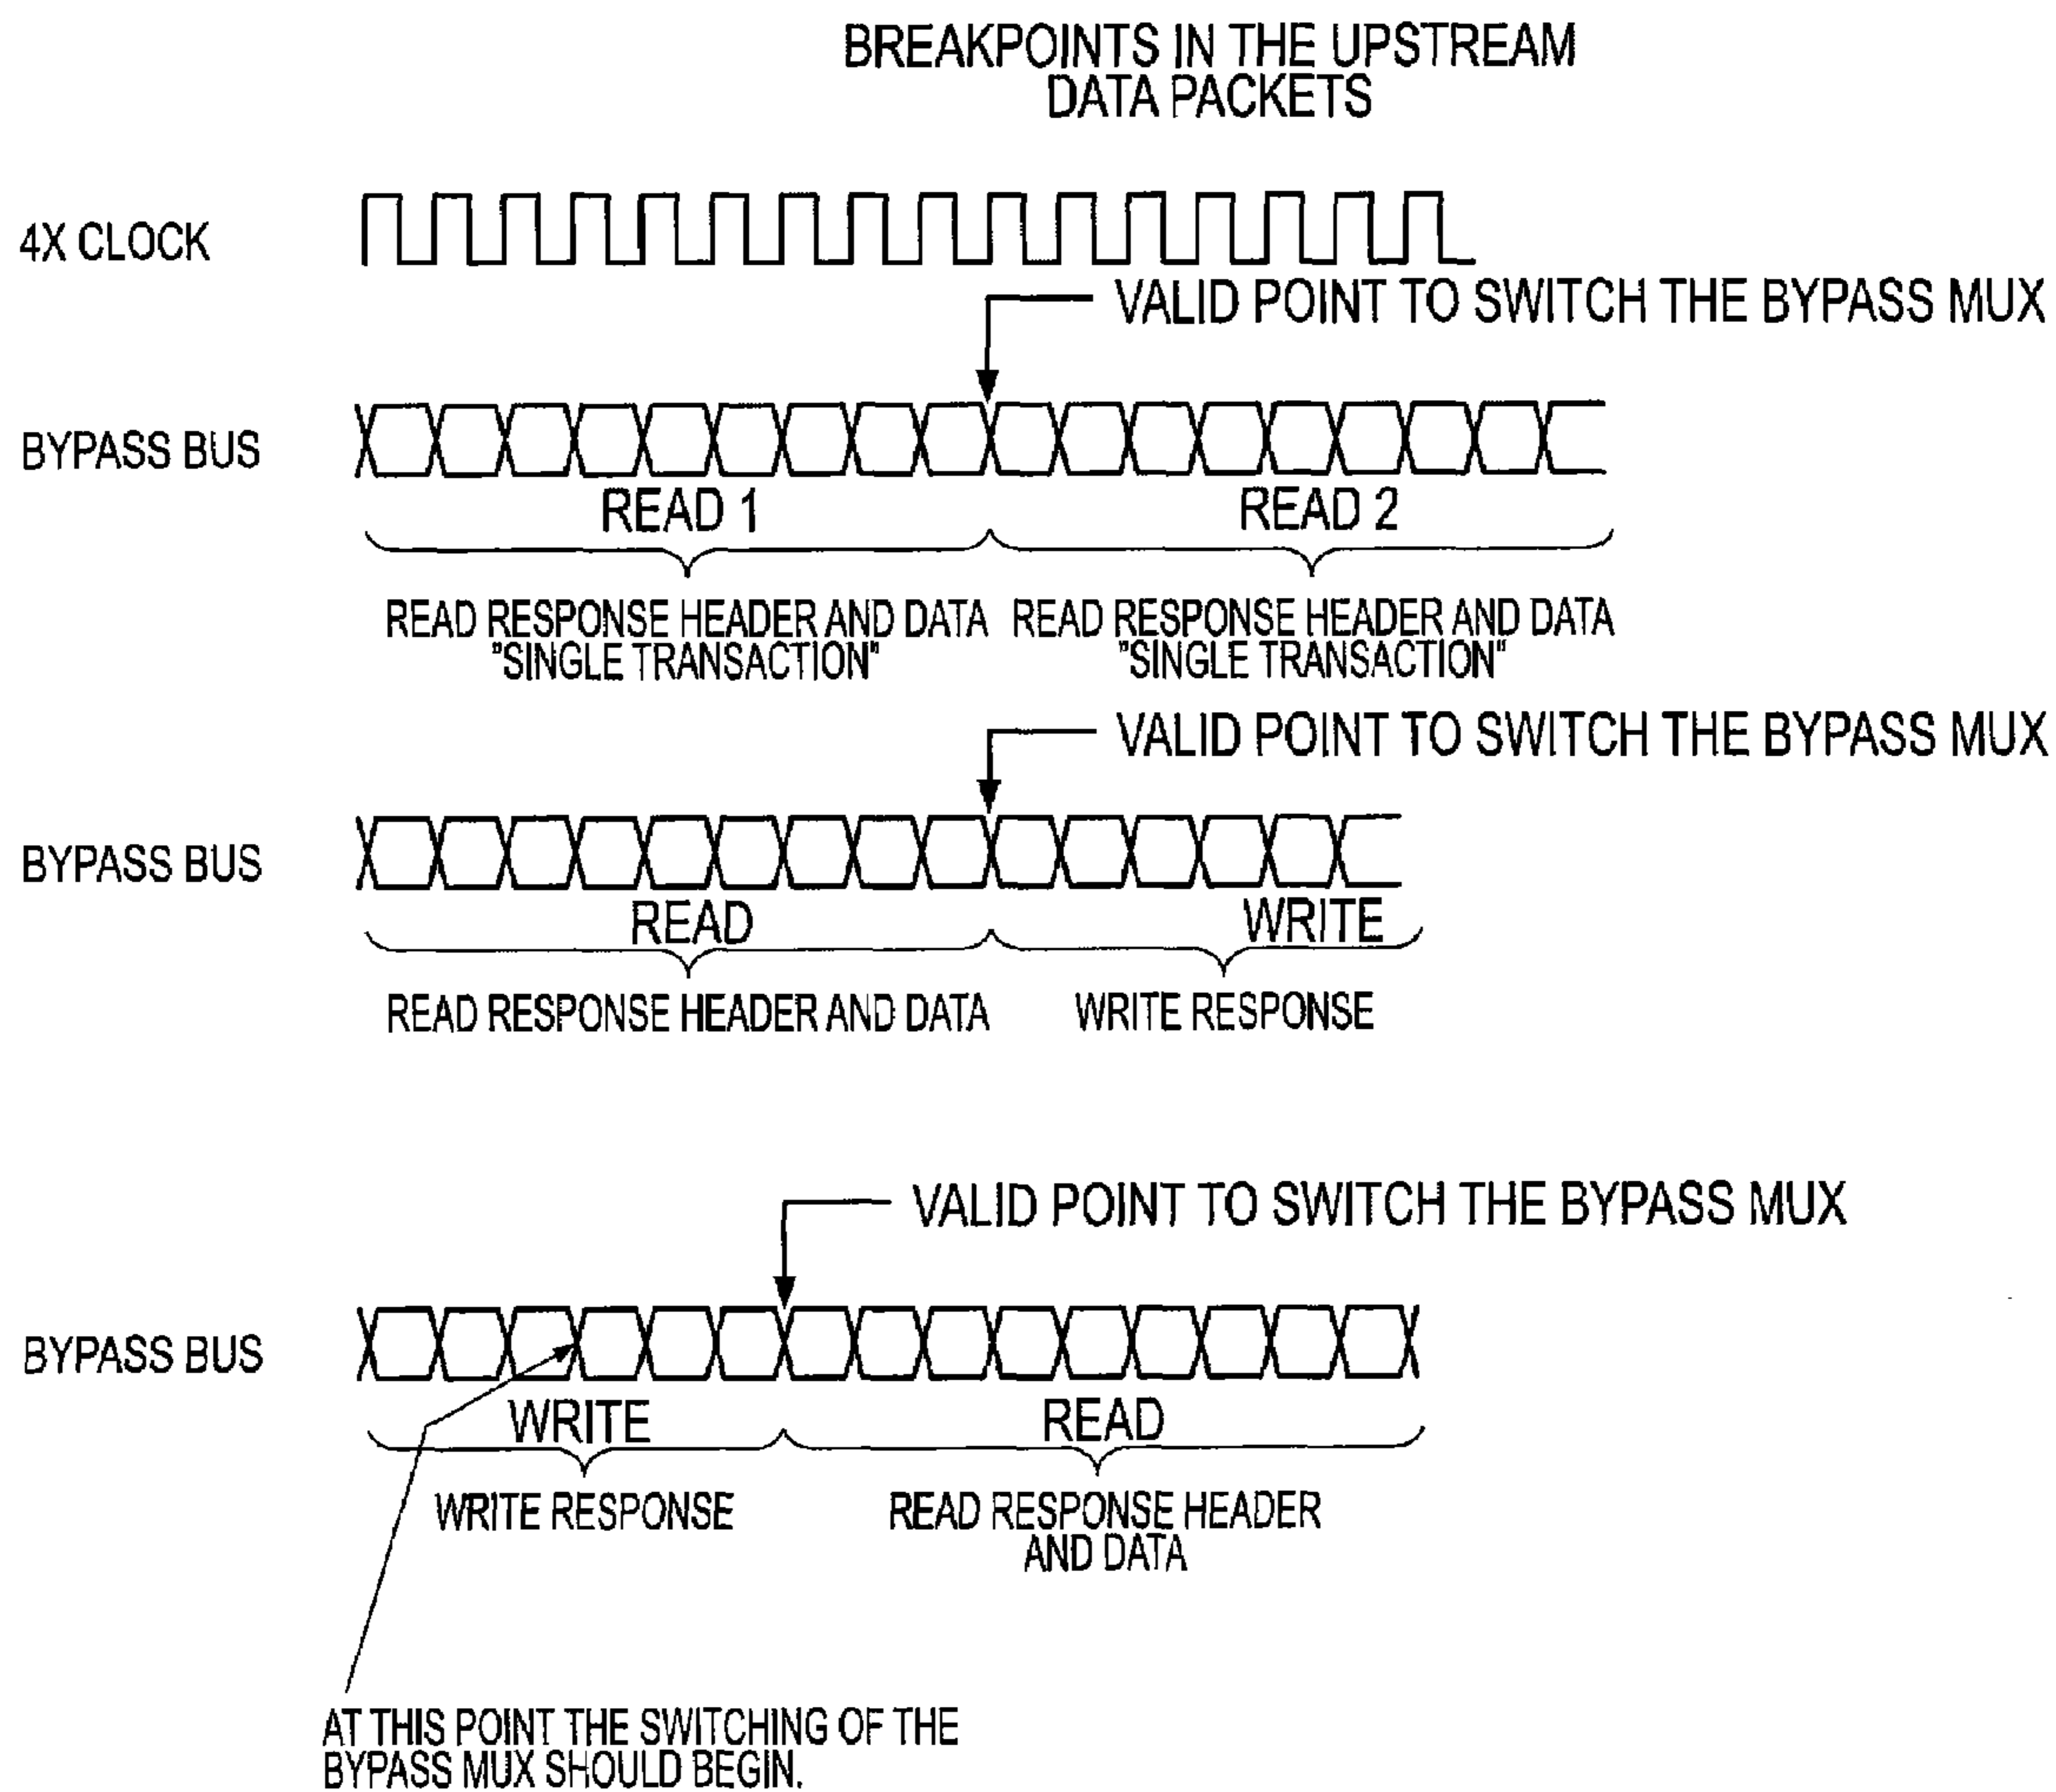 BREAKPOINTS IN THE UPSTREAM
DATA PACKETS
4X CLOCK
VALID POINT TO SWITCH THE BYPASS MUX
BYPASS BUS
READ 1
READ 2
READ RESPONSE HEADER AND DATA
"SINGLE TRANSACTION"
READ RESPONSE HEADER AND DATA
"SINGLE TRANSACTION"
VALID POINT TO SWITCH THE BYPASS MUX
BYPASS BUS
READ
WRITE
READ RESPONSE HEADER AND DATA
WRITE RESPONSE
VALID POINT TO SWITCH THE BYPASS MUX
BYPASS BUS
WRITE
READ
WRITE RESPONSE
READ RESPONSE HEADER
AND DATA
AT THIS POINT THE SWITCHING OF THE
BYPASS MUX SHOULD BEGIN.